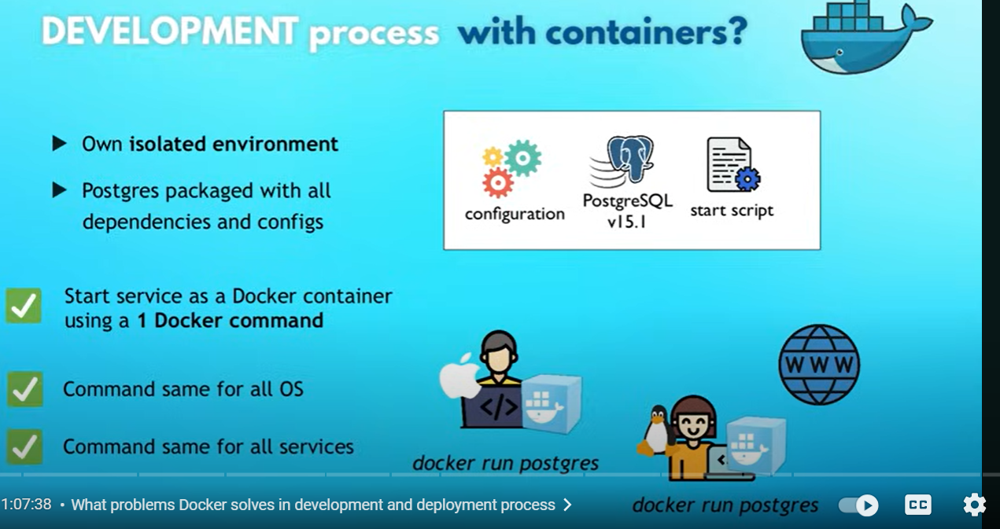 DEVELOPMENT process with containers?
▶ Own isolated environment
▶ Postgres packaged with all
dependencies and configs
configuration
PostgreSQL
v15.1
start script
Start service as a Docker container
using a 1 Docker command
Command same for all OS
Command same for all services
</>
docker run postgres
WWW
<
docker run postgres
1:07:38 • What problems Docker solves in development and deployment process >
CC